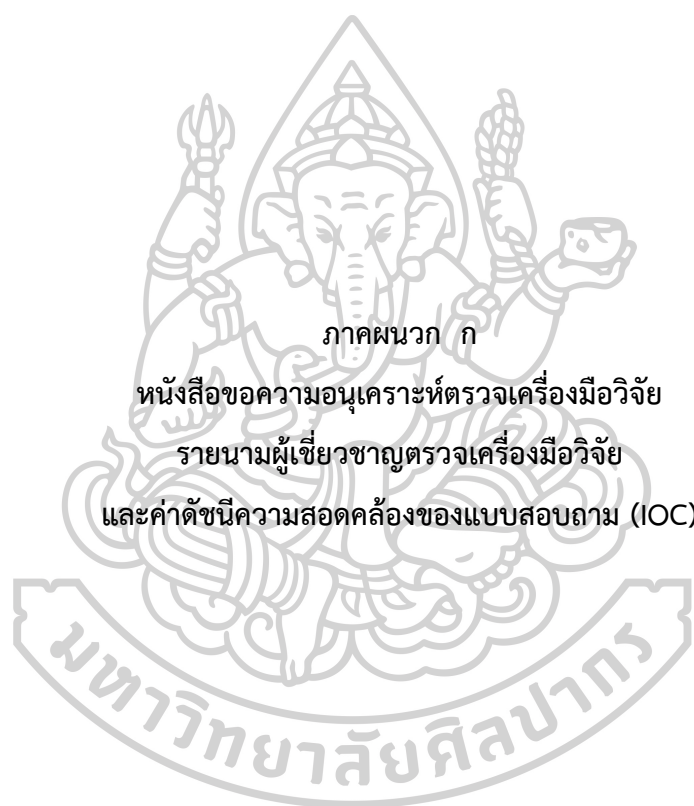 ภาคผนวก ก
หนังสือขอความอนุเคราะห์ตรวจเครื่องมือวิจัย
รายนามผู้เชี่ยวชาญตรวจเครื่องมือวิจัย
และค่าดัชนีความสอดคล้องของแบบสอบถาม (IOC)
มหาวิทยาลัยศิลปากร